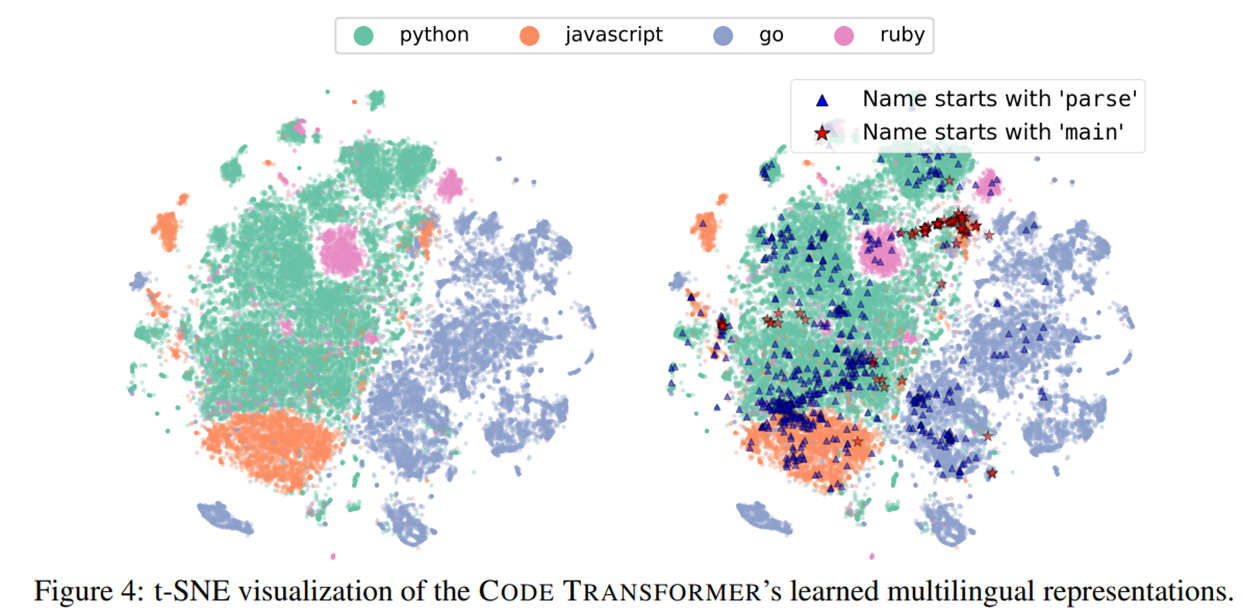 python javascript go ruby
Name starts with 'parse'
Name starts with 'main'
Figure 4: t-SNE visualization of the CODE TRANSFORMER's learned multilingual representations.